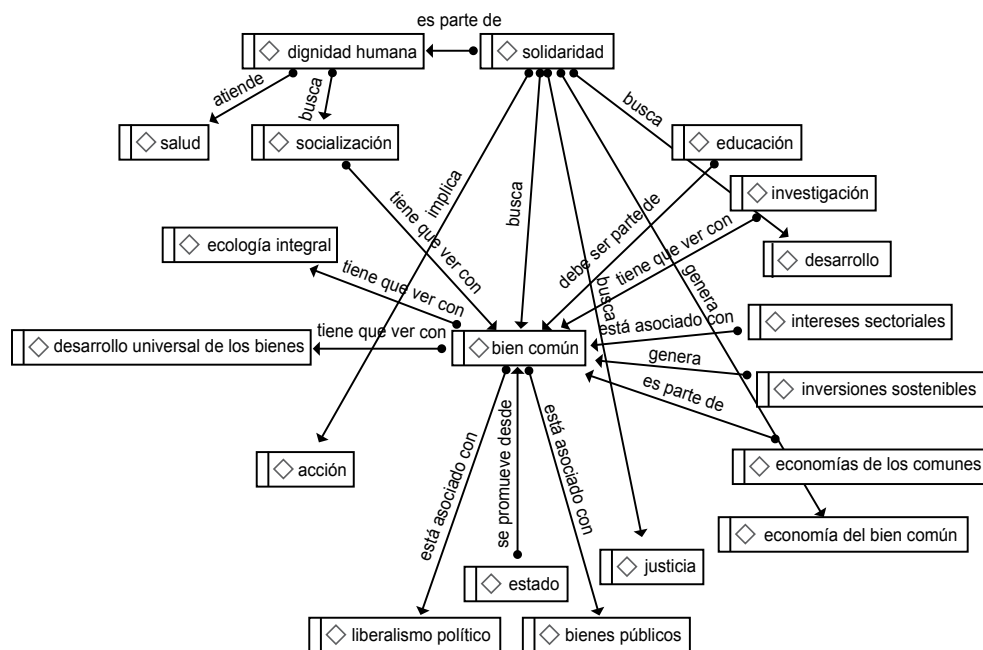 es parte de
dignidad humana
solidaridad
atiende
busca
busca
salud
socialización
educación
implica
tiene que ver con
busca
debe ser parte de
investigación
ecología integral
tiene que ver con
tiene que ver con
desarrollo
genera
busca
está asociado con
intereses sectoriales
desarrollo universal de los bienes
tiene que ver con
bien común
genera
inversiones sostenibles
es parte de
acción
economías de los comunes
está asociado con
se promueve desde
está asociado con
economía del bien común
estado
justicia
liberalismo político
bienes públicos